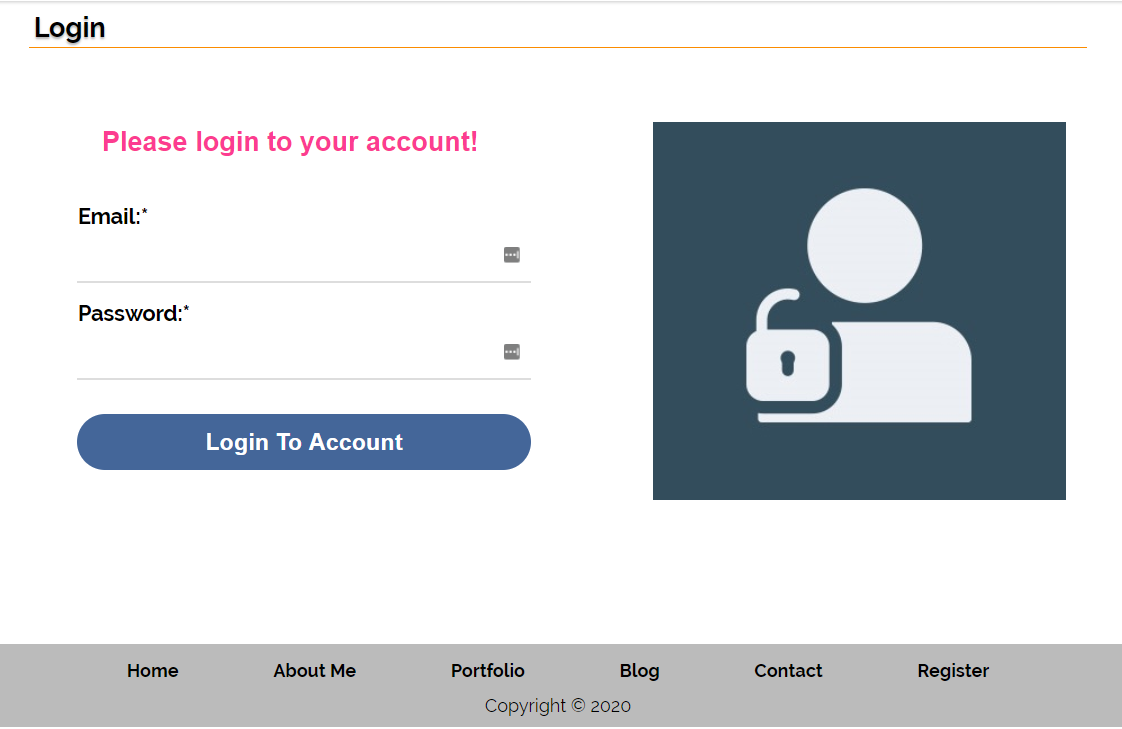 Login
Please login to your account!
Email:*
Password:*
Login To Account
Home About Me Portfolio Blog Contact Register
Copyright © 2020